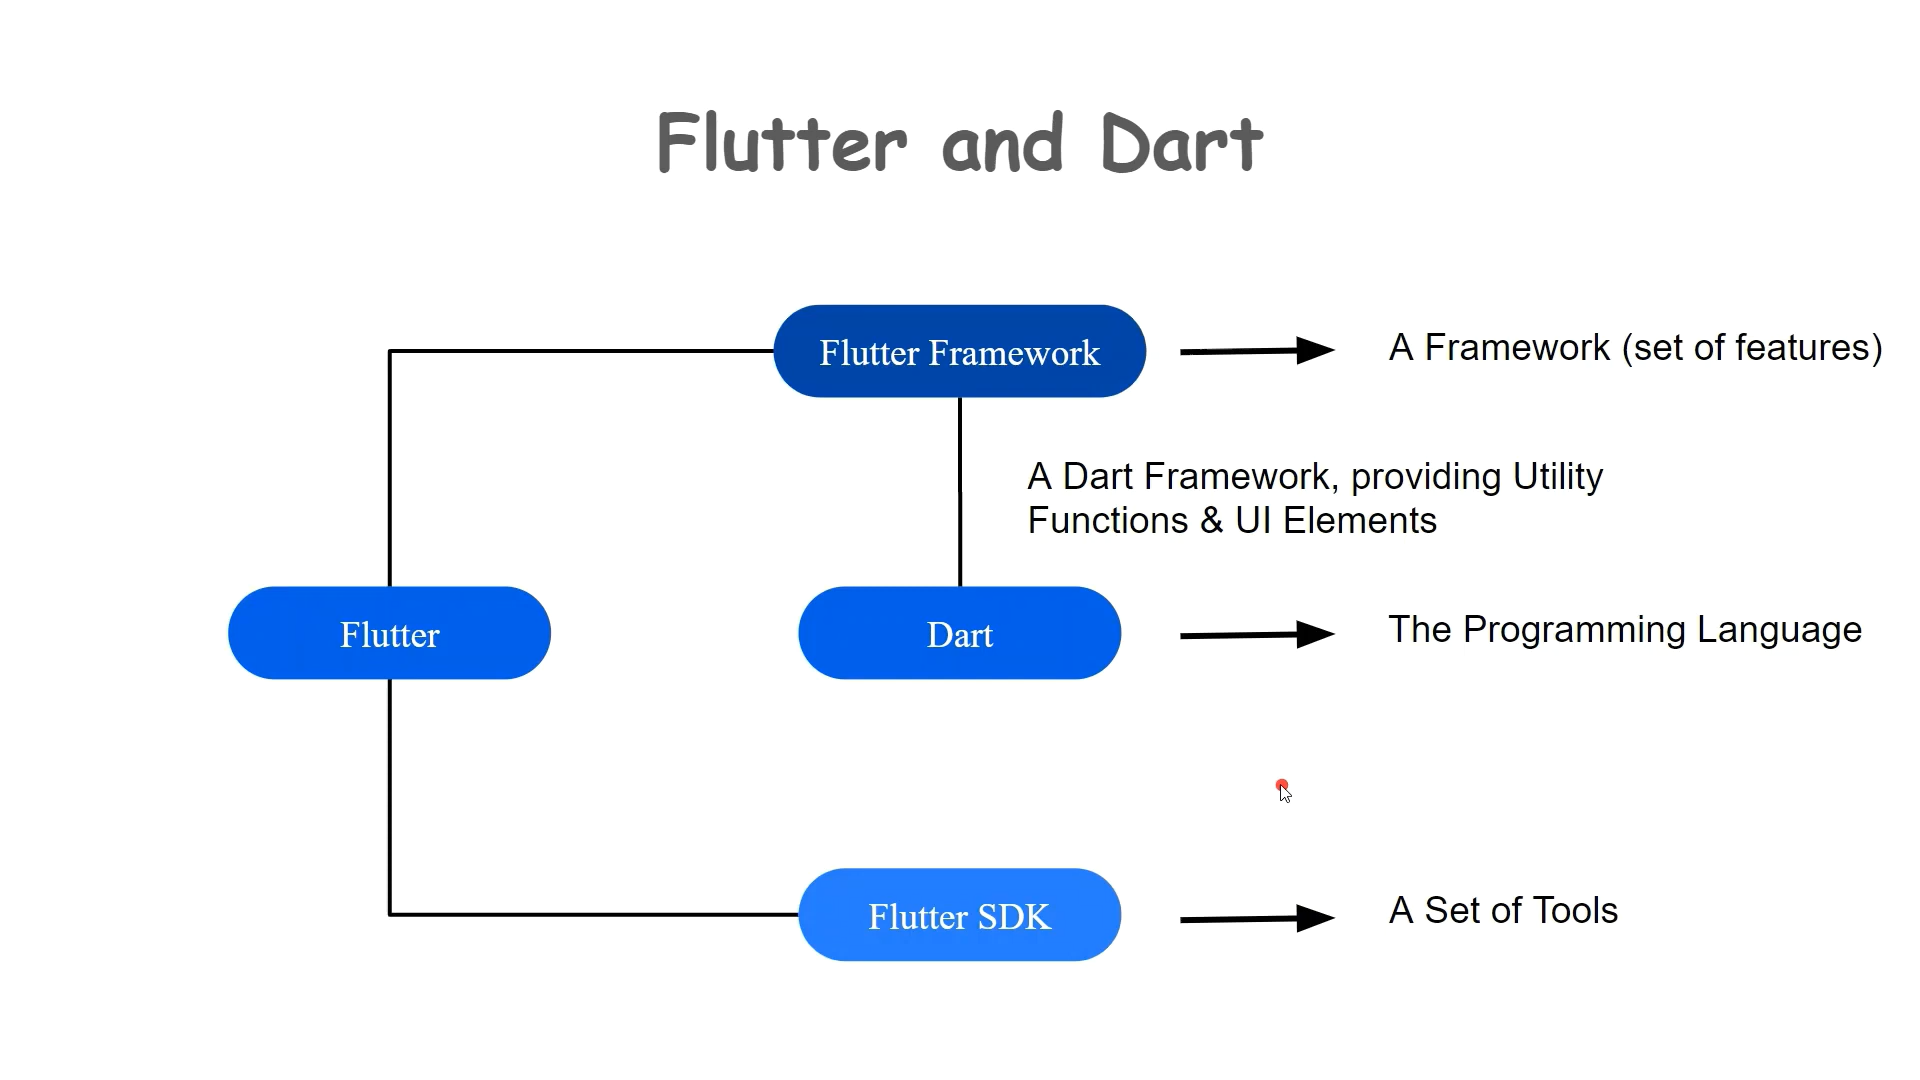 Flutter and Dart
Flutter Framework
A Framework (set of features)
A Dart Framework, providing Utility
Functions & UI Elements
Flutter
Dart
The Programming Language
Flutter SDK
A Set of Tools